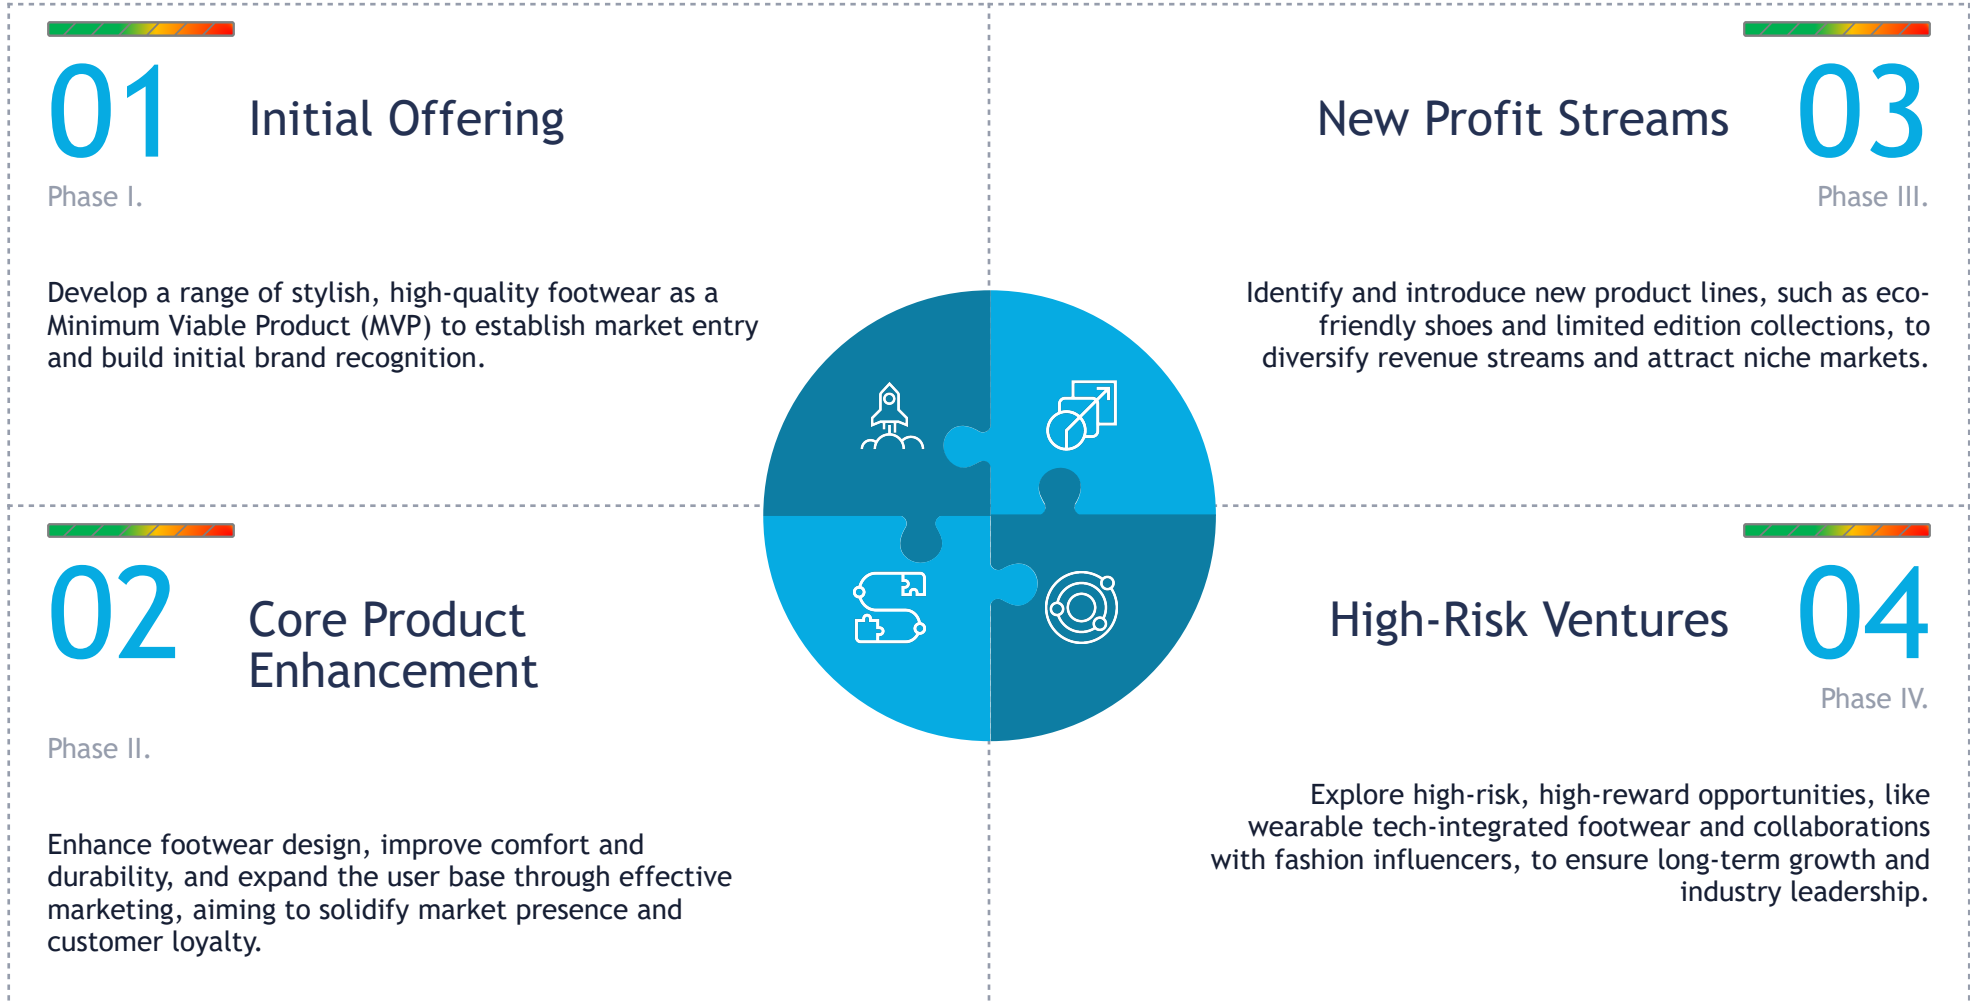 01
Initial Offering
Phase I.
Develop a range of stylish, high-quality footwear as a
Minimum Viable Product (MVP) to establish market entry
and build initial brand recognition.
02
Core Product
Enhancement
Phase II.
Enhance footwear design, improve comfort and
durability, and expand the user base through effective
marketing, aiming to solidify market presence and
customer loyalty.
New Profit Streams
03
Phase III.
Identify and introduce new product lines, such as eco-
friendly shoes and limited edition collections, to
diversify revenue streams and attract niche markets.
High-Risk Ventures
04
Phase IV.
Explore high-risk, high-reward opportunities, like
wearable tech-integrated footwear and collaborations
with fashion influencers, to ensure long-term growth and
industry leadership.